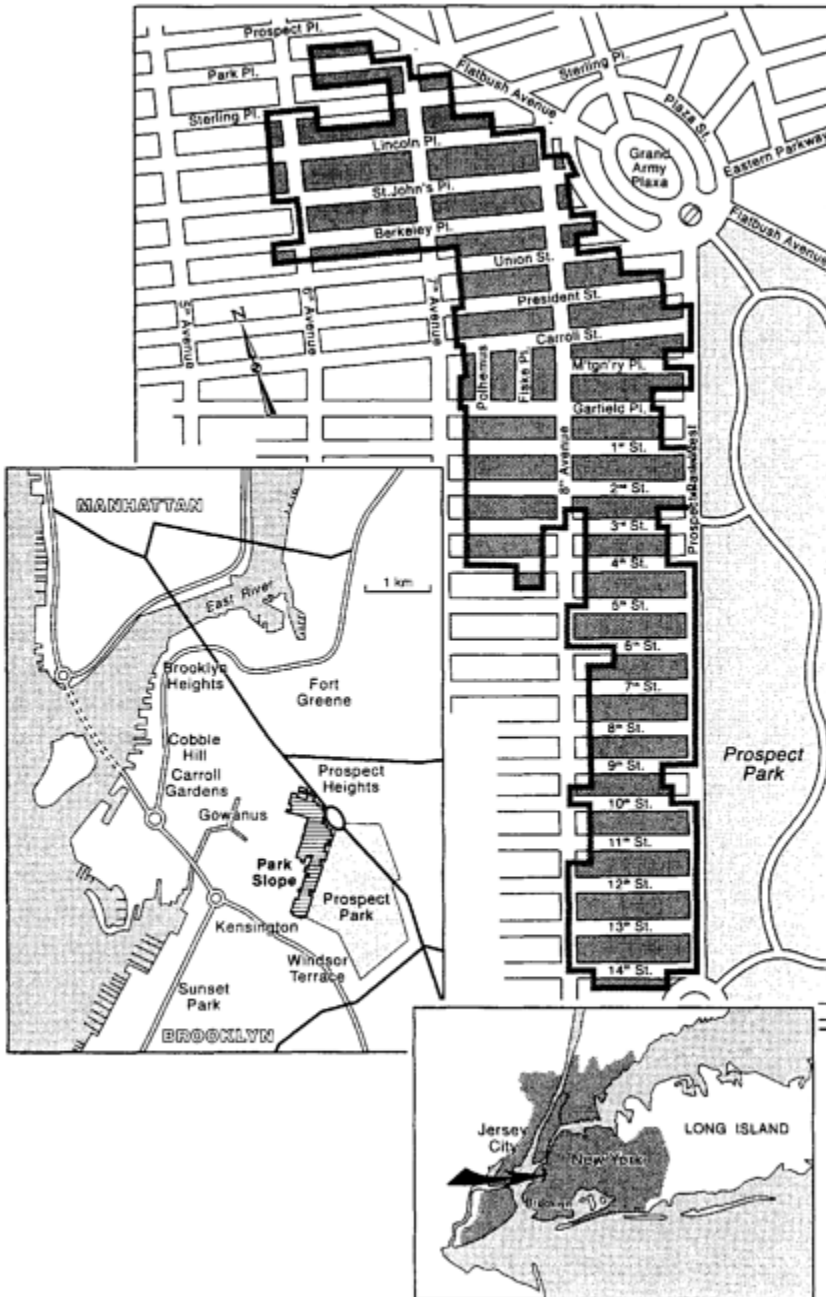 Prospect Pl.
Park Pl.
Sterling Pl.
Flatbush Avenue
Sterling Pl.
Plaza St.
Eastern Parkway
Grand
Army
Plaxa
Flatbush Avenue
Lincoln Pl.
St.John's Pl.
Berkeley Pl.
Union St.
President St.
Carroll St.
M'tgn'ry Pl.
Garfield Pl.
5th Avenue
6th Avenue
7th Avenue
Polhemus
Fiske Pl.
8th Avenue
Prospect Park West
N
1st St.
2nd St.
3rd St.
4th St.
5th St.
6th St.
7th St.
8th St.
9th St.
10th St.
11th St.
12th St.
13th St.
14th St.
Prospect
Park
MANHATTAN
East River
1 km
Brooklyn
Heights
Fort
Greene
Cobble
Hill
Carroll
Gardens
Gowanus
Prospect
Heights
Park
Slope
Prospect
Park
Kensington
Windsor
Terrace
Sunset
Park
BROOKLYN
Jersey
City
New York
LONG ISLAND
Brooklyn